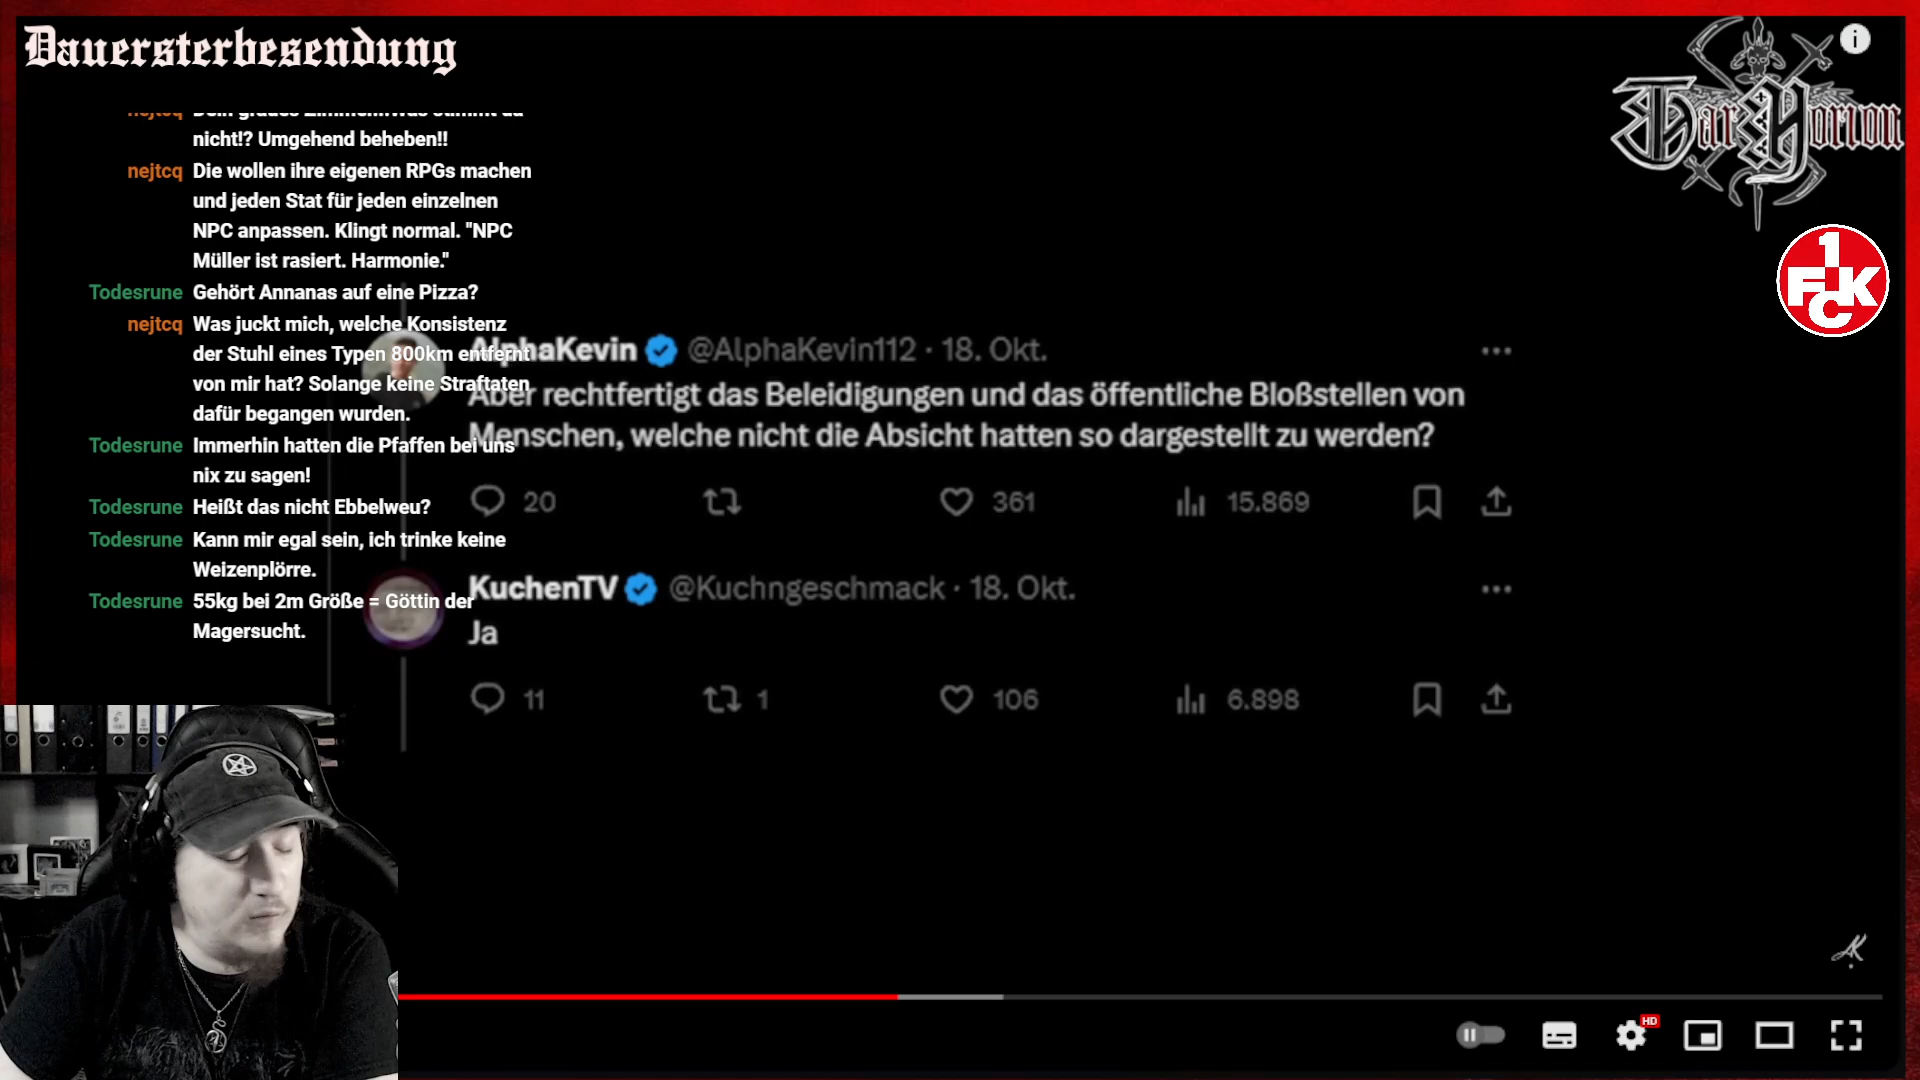 Dauersterbesendung
nicht!? Umgehend beheben!!
nejtcq Die wollen ihre eigenen RPGs machen
und jeden Stat für jeden einzelnen
NPC anpassen. Klingt normal. "NPC
Müller ist rasiert. Harmonie."
Todesrune Gehört Annanas auf eine Pizza?
nejtcq Was juckt mich, welche Konsistenz
der Stuhl eines Typen 800km entfernt
von mir hat? Solange keine Straftaten
dafür begangen wurden.
Todesrune Immerhin hatten die Pfaffen bei uns
nix zu sagen!
Todesrune Heißt das nicht Ebbelweu?
Todesrune Kann mir egal sein, ich trinke keine
Weizenplörre.
Todesrune 55kg bei 2m Größe = Göttin der
Magersucht.
AlphaKevin @AlphaKevin112 · 18. Okt.
Aber rechtfertigt das Beleidigungen und das öffentliche Bloßstellen von
Menschen, welche nicht die Absicht hatten so dargestellt zu werden?
20 361 15.869
KuchenTV @Kuchngeschmack · 18. Okt.
Ja
11 1 106 6.898
1
FCK
HD